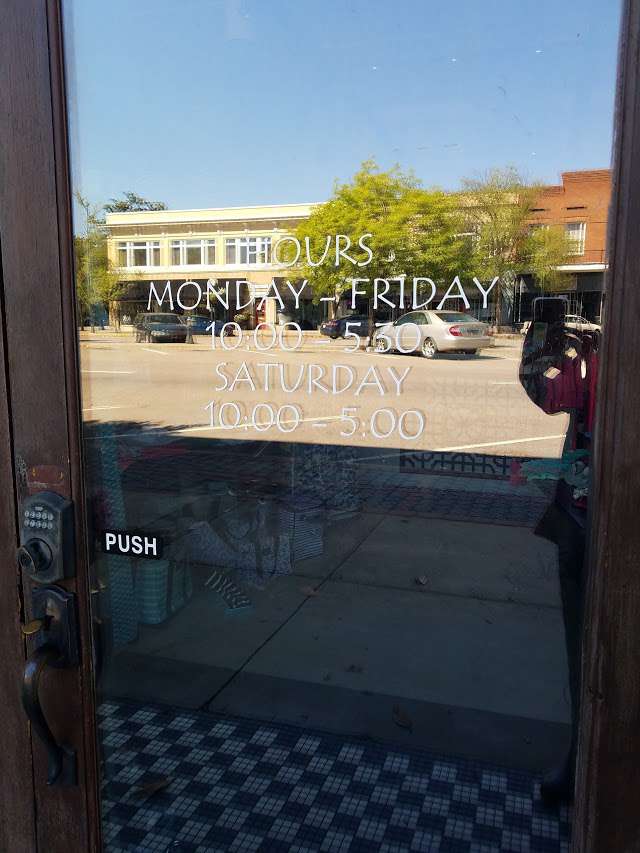 HOURS
MONDAY - FRIDAY
10:00 - 5:30
SATURDAY
10:00 - 5:00
PUSH